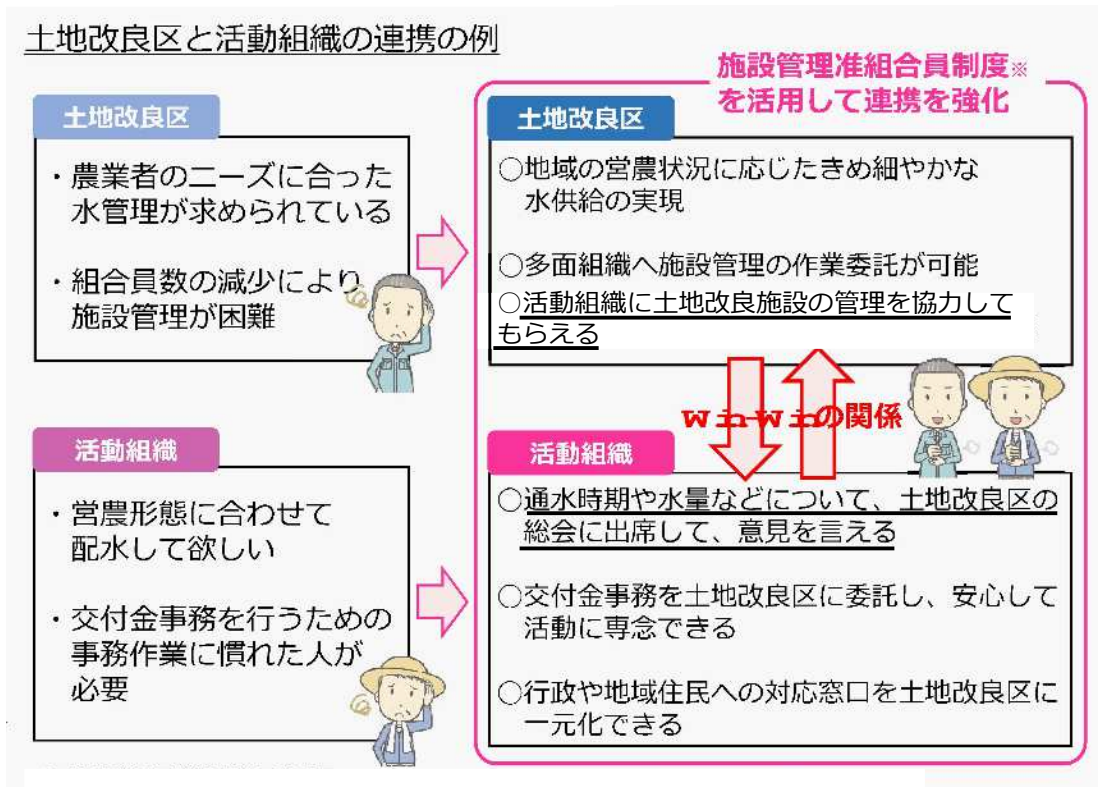 土地改良区と活動組織の連携の例
施設管理准組合員制度※
を活用して連携を強化
土地改良区
・農業者のニーズに合った
水管理が求められている
・組合員数の減少により
施設管理が困難
土地改良区
○地域の営農状況に応じたきめ細やかな
水供給の実現
○多面組織へ施設管理の作業委託が可能
○活動組織に土地改良施設の管理を協力して
もらえる
Ｗｉｎ-Ｗｉｎの関係
活動組織
・営農形態に合わせて
配水して欲しい
・交付金事務を行うための
事務作業に慣れた人が
必要
活動組織
○通水時期や水量などについて、土地改良区の
総会に出席して、意見を言える
○交付金事務を土地改良区に委託し、安心して
活動に専念できる
○行政や地域住民への対応窓口を土地改良区に
一元化できる